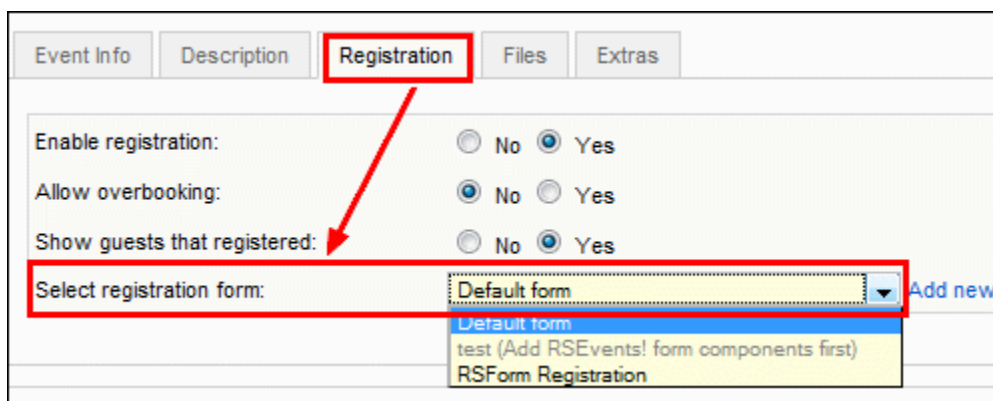 Event Info Description Registration Files Extras
Enable registration: No Yes
Allow overbooking: No Yes
Show guests that registered: No Yes
Select registration form: Default form Add new
Default form
test (Add RSEvents! form components first)
RSForm Registration